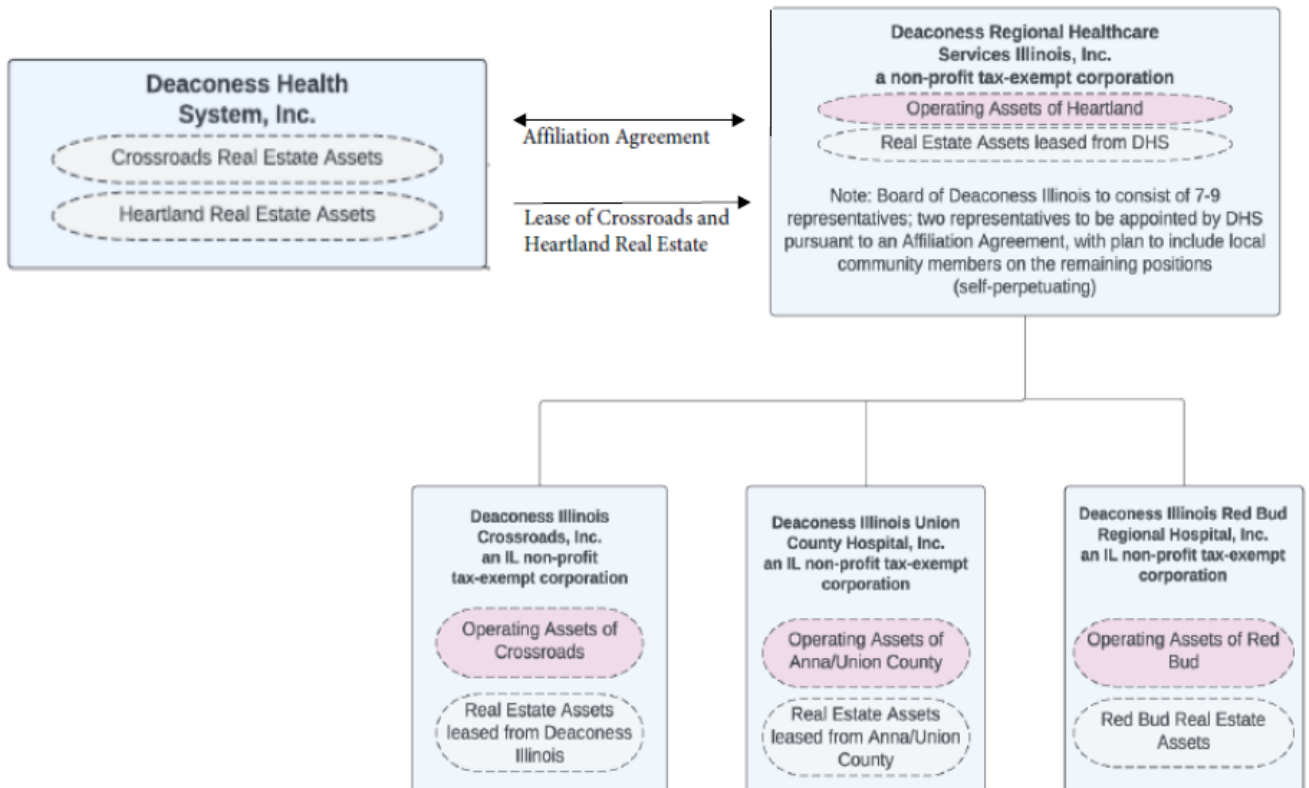 Deaconess Health
System, Inc.
Crossroads Real Estate Assets
Heartland Real Estate Assets
Affiliation Agreement
Lease of Crossroads and
Heartland Real Estate
Deaconess Regional Healthcare
Services Illinois, Inc.
a non-profit tax-exempt corporation
Operating Assets of Heartland
Real Estate Assets leased from DHS
Note: Board of Deaconess Illinois to consist of 7-9
representatives; two representatives to be appointed by DHS
pursuant to an Affiliation Agreement, with plan to include local
community members on the remaining positions
(self-perpetuating)
Deaconess Illinois
Crossroads, Inc.
an IL non-profit
tax-exempt corporation
Operating Assets of
Crossroads
Real Estate Assets
leased from Deaconess
Illinois
Deaconess Illinois Union
County Hospital, Inc.
an IL non-profit tax-exempt
corporation
Operating Assets of
Anna/Union County
Real Estate Assets
leased from Anna/Union
County
Deaconess Illinois Red Bud
Regional Hospital, Inc.
an IL non-profit tax-exempt
corporation
Operating Assets of Red
Bud
Red Bud Real Estate
Assets